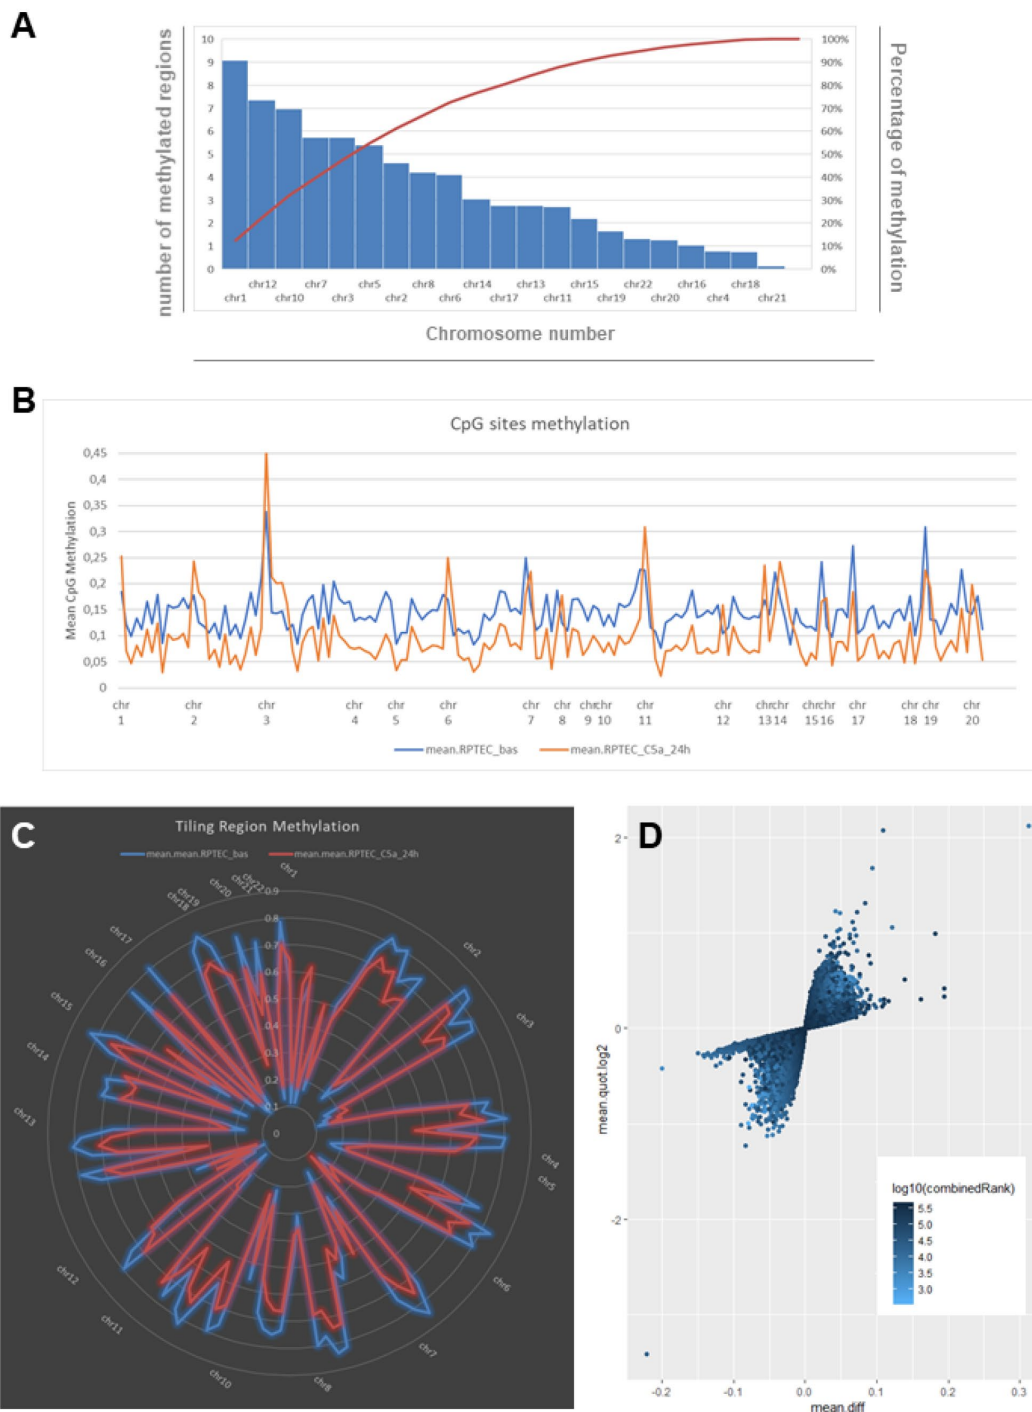 A
number of methylated regions
10
9
8
7
6
5
4
3
2
1
0
100%
90%
80%
70%
60%
50%
40%
30%
20%
10%
0%
Percentage of methylation
chr12 chr7 chr5 chr8 chr14 chr13 chr15 chr22 chr16 chr18
chr1 chr10 chr3 chr2 chr6 chr17 chr11 chr19 chr20 chr4 chr21
Chromosome number
B
CpG sites methylation
Mean CpG Methylation
0,45
0,4
0,35
0,3
0,25
0,2
0,15
0,1
0,05
0
chr chr chr chr chr chr chr chr chr chr chr chr chr chr chr chr chr chr chr chr
1 2 3 4 5 6 7 8 9 10 11 12 13 14 15 16 17 18 19 20
mean.RPTEC_bas mean.RPTEC_C5a_24h
C
Tiling Region Methylation
mean.mean.RPTEC_bas mean.mean.RPTEC_C5a_24h
chr1
chr2
chr3
chr4
chr5
chr6
chr7
chr8
chr10
chr11
chr12
chr13
chr14
chr15
chr16
chr17
chr18
chr19
chr20
chr21
chr22
0.9
0.8
0.7
0.6
0.5
0.4
0.3
0.2
0.1
0
D
mean.quot.log2
2
0
-2
log10(combinedRank)
5.5
5.0
4.5
4.0
3.5
3.0
-0.2 -0.1 0.0 0.1 0.2 0.3
mean.diff